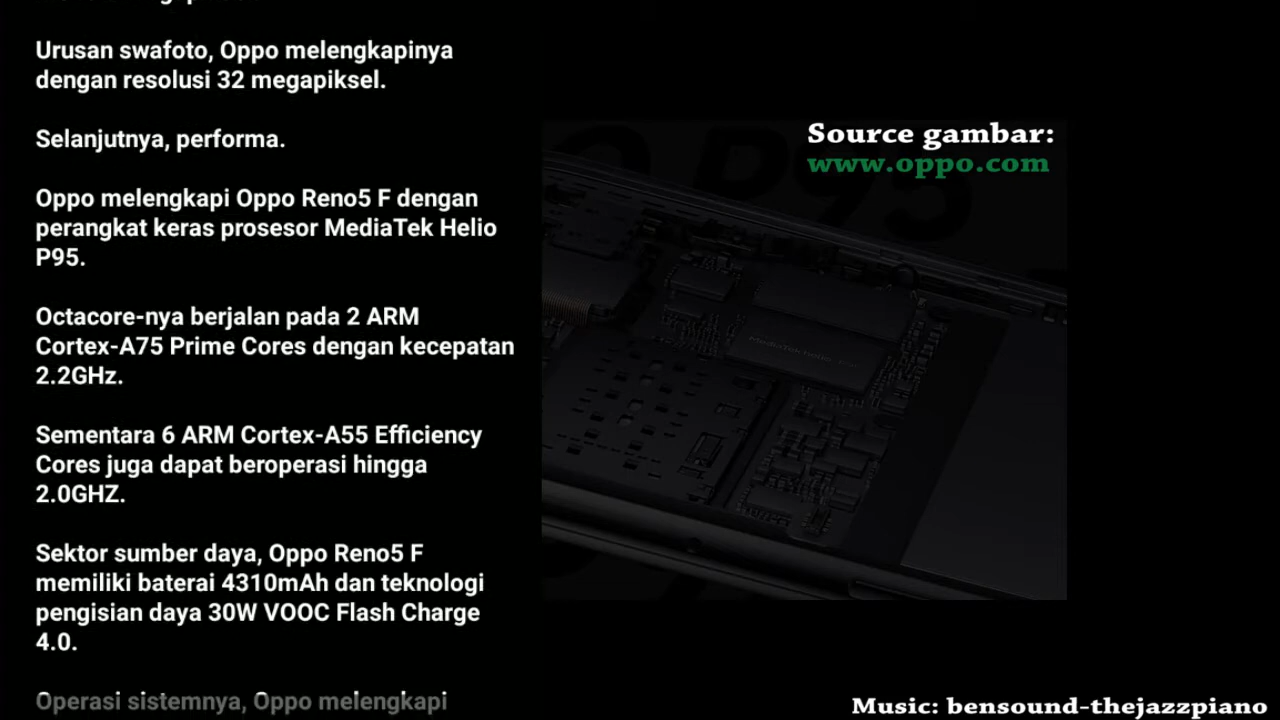 Urusan swafoto, Oppo melengkapinya
dengan resolusi 32 megapiksel.
Selanjutnya, performa.
Oppo melengkapi Oppo Reno5 F dengan
perangkat keras prosesor MediaTek Helio
P95.
Octacore-nya berjalan pada 2 ARM
Cortex-A75 Prime Cores dengan kecepatan
2.2GHz.
Sementara 6 ARM Cortex-A55 Efficiency
Cores juga dapat beroperasi hingga
2.0GHZ.
Sektor sumber daya, Oppo Reno5 F
memiliki baterai 4310mAh dan teknologi
pengisian daya 30W VOOC Flash Charge
4.0.
Operasi sistemnya, Oppo melengkapi
Source gambar:
www.oppo.com
P95
MediaTek Helio
Music: bensound-thejazzpiano